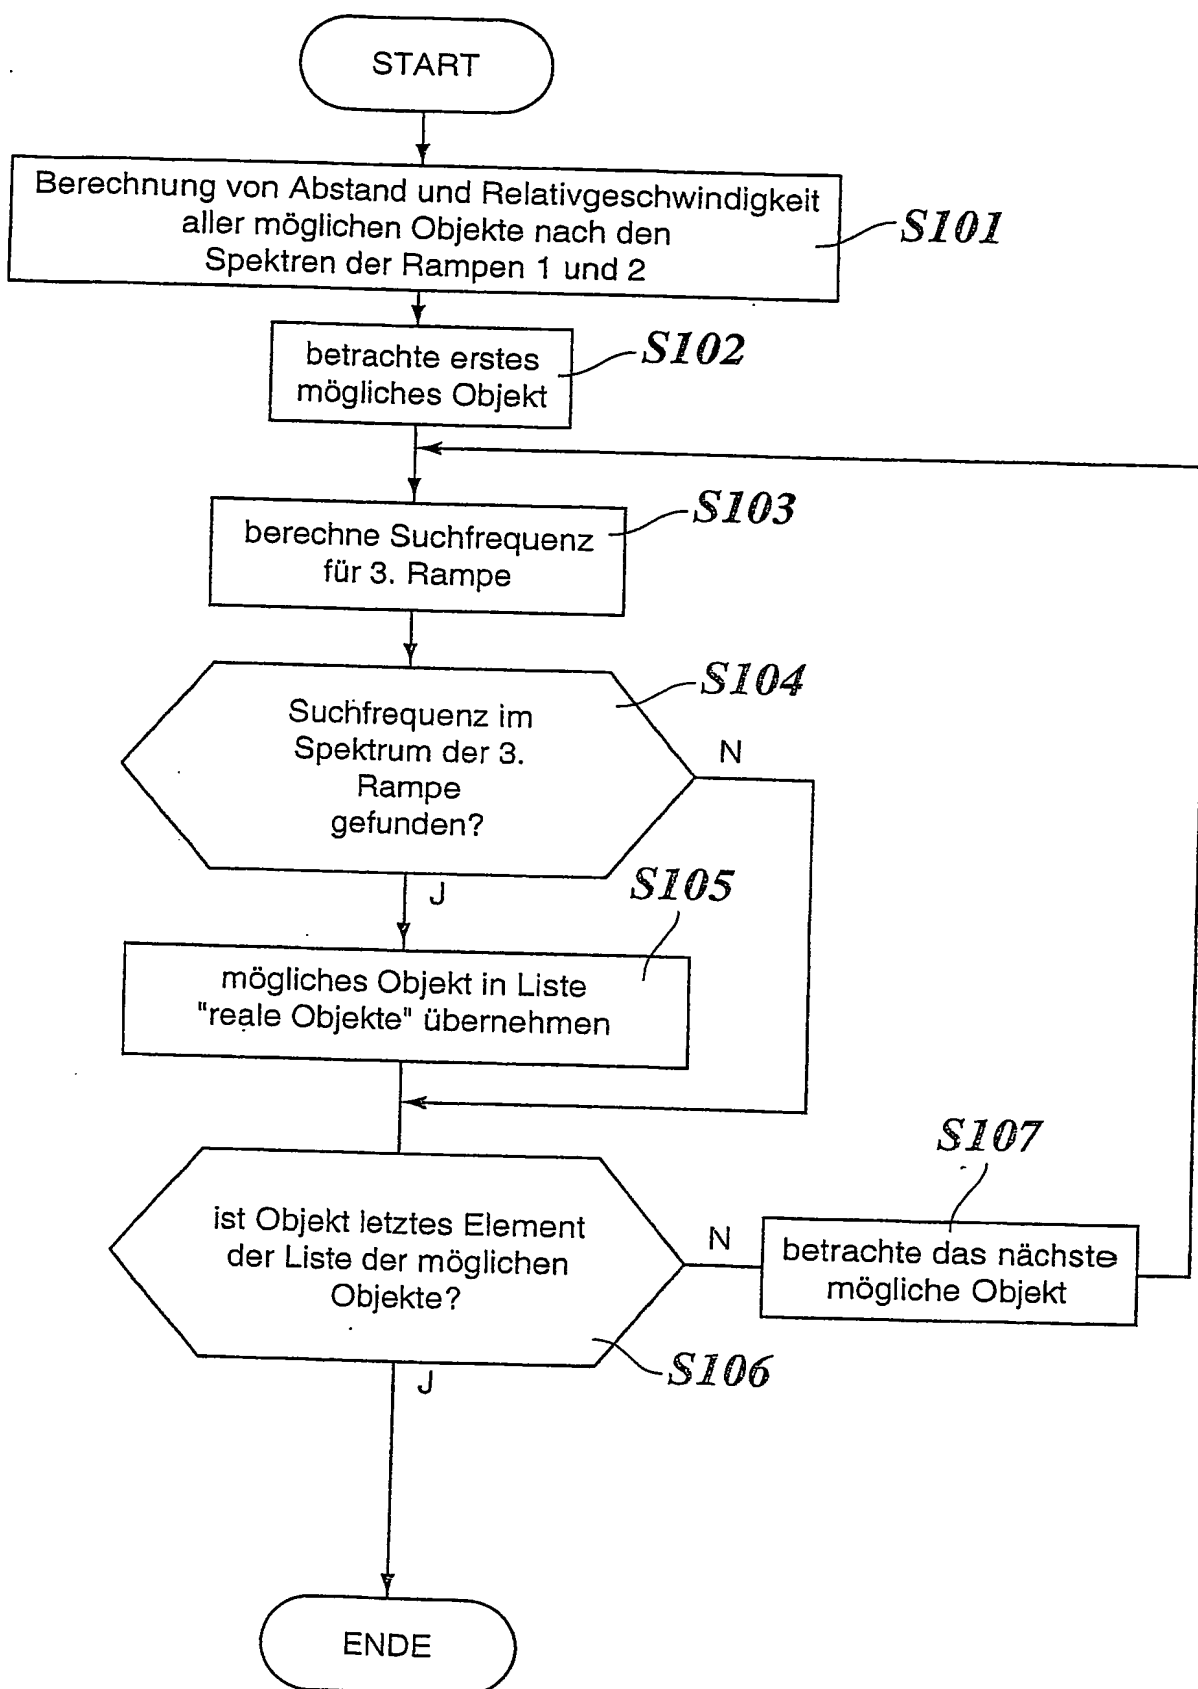 START
Berechnung von Abstand und Relativgeschwindigkeit
aller möglichen Objekte nach den
Spektren der Rampen 1 und 2
S101
betrachte erstes
mögliches Objekt
S102
berechne Suchfrequenz
für 3. Rampe
S103
Suchfrequenz im
Spektrum der 3.
Rampe
gefunden?
S104
N
J
S105
mögliches Objekt in Liste
"reale Objekte" übernehmen
ist Objekt letztes Element
der Liste der möglichen
Objekte?
N
S107
betrachte das nächste
mögliche Objekt
S106
J
ENDE